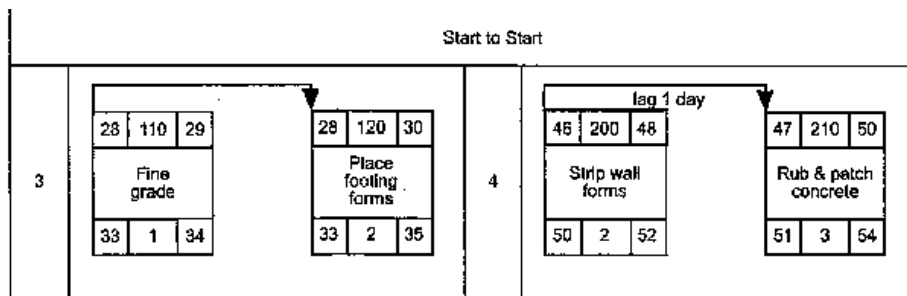 Start to Start
3
28 110 29
Fine
grade
33 1 34
28 120 30
Place
footing
forms
33 2 35
4
lag 1 day
46 200 48
Strip wall
forms
50 2 52
47 210 50
Rub & patch
concrete
51 3 54